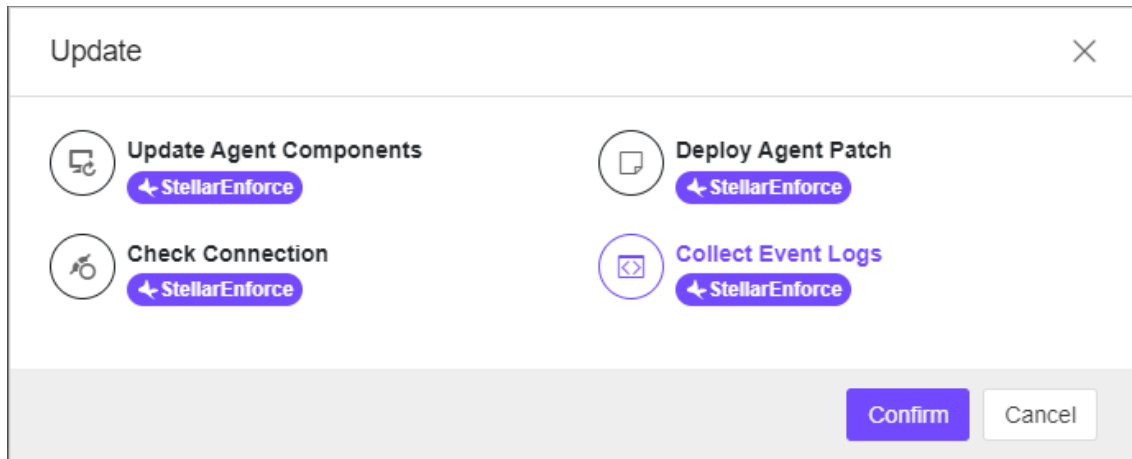 Update
Update Agent Components
StellarEnforce
Deploy Agent Patch
StellarEnforce
Check Connection
StellarEnforce
Collect Event Logs
StellarEnforce
Confirm
Cancel